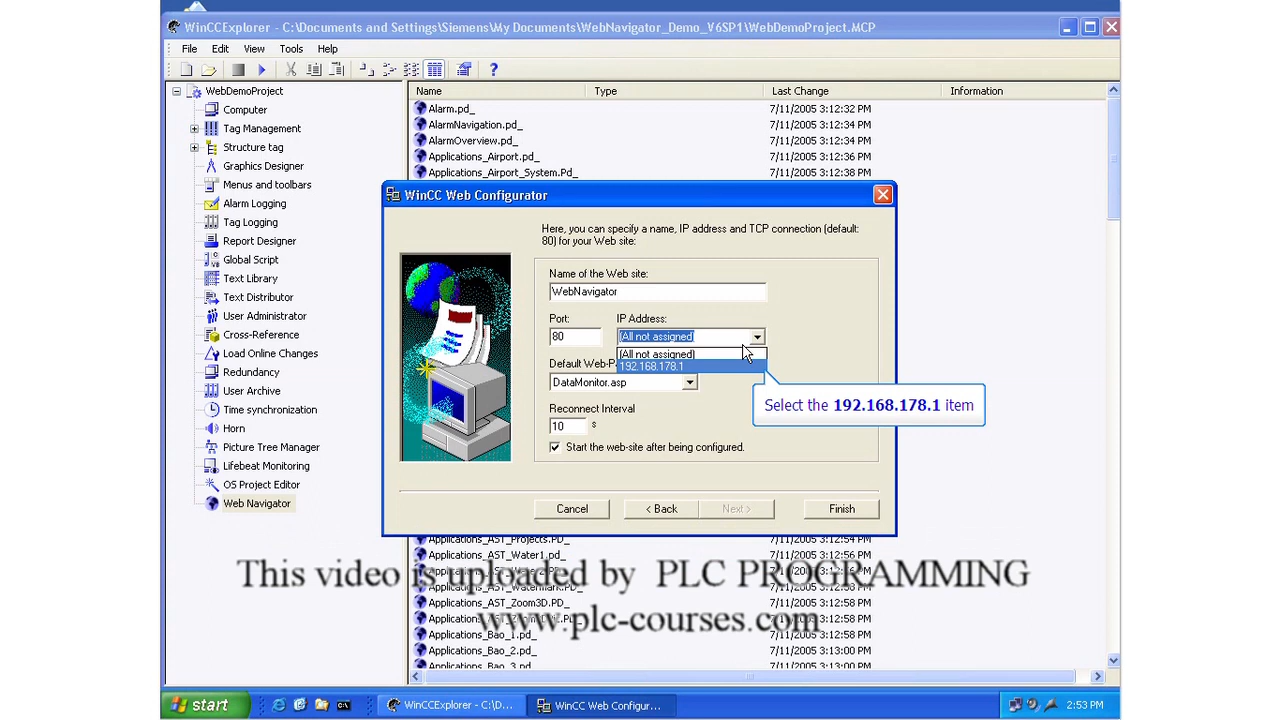 WinCCExplorer - C:\Documents and Settings\Siemens\My Documents\WebNavigator_Demo_V6SP1\WebDemoProject.MCP
File Edit View Tools Help
WebDemoProject
Computer
Tag Management
Structure tag
Graphics Designer
Menus and toolbars
Alarm Logging
Tag Logging
Report Designer
Global Script
Text Library
Text Distributor
User Administrator
Cross-Reference
Load Online Changes
Redundancy
User Archive
Time synchronization
Horn
Picture Tree Manager
Lifebeat Monitoring
OS Project Editor
Web Navigator
Name Type Last Change Information
Alarm.pd_ 7/11/2005 3:12:32 PM
AlarmNavigation.pd_ 7/11/2005 3:12:34 PM
AlarmOverview.pd_ 7/11/2005 3:12:34 PM
Applications_Airport.pd_ 7/11/2005 3:12:36 PM
Applications_Airport_System.Pd_ 7/11/2005 3:12:38 PM
WinCC Web Configurator
Here, you can specify a name, IP address and TCP connection (default:
80) for your Web site:
Name of the Web site:
WebNavigator
Port: IP Address:
80 (All not assigned)
(All not assigned)
192.168.178.1
Default Web-P
DataMonitor.asp
Select the 192.168.178.1 item
Reconnect Interval
10 s
Start the web-site after being configured.
Cancel < Back Next > Finish
Applications_AST_Projects.PD_ 7/11/2005 3:12:54 PM
Applications_AST_Water1.pd_ 7/11/2005 3:12:56 PM
Applications_AST_Watermark.PD_ 7/11/2005 3:12:58 PM
Applications_AST_Zoom3D.PD_ 7/11/2005 3:12:58 PM
Applications_Bao_1.pd_ 7/11/2005 3:12:58 PM
Applications_Bao_2.pd_ 7/11/2005 3:13:00 PM
Applications_Bao_3.pd_ 7/11/2005 3:13:00 PM
This video is uploaded by PLC PROGRAMMING
www.plc-courses.com
start WinCCExplorer - C:\D... WinCC Web Configur... 2:53 PM